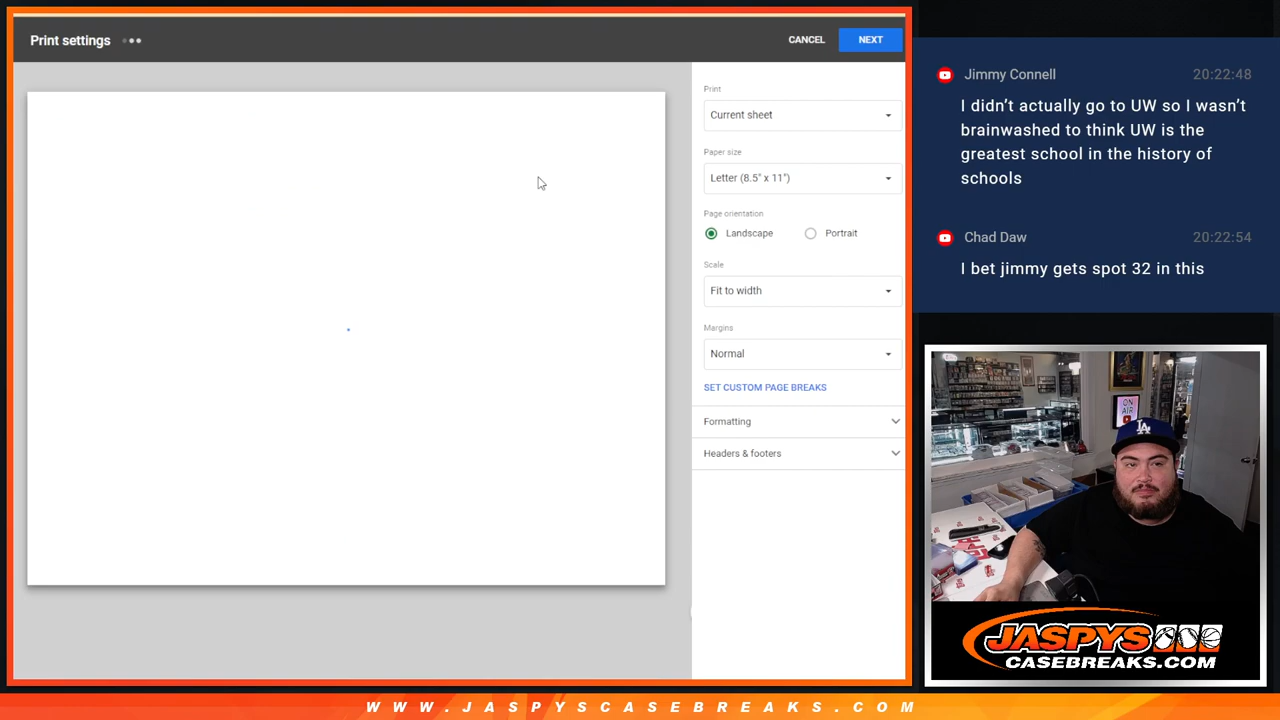 Print settings
CANCEL
NEXT
Print
Current sheet
Paper size
Letter (8.5" x 11")
Page orientation
Landscape
Portrait
Scale
Fit to width
Margins
Normal
SET CUSTOM PAGE BREAKS
Formatting
Headers & footers
Jimmy Connell
20:22:48
I didn't actually go to UW so I wasn't
brainwashed to think UW is the
greatest school in the history of
schools
Chad Daw
20:22:54
I bet jimmy gets spot 32 in this
ON
AIR
LA
JASPYS
CASEBREAKS.COM
WWW.JASPYSCASEBREAKS.COM